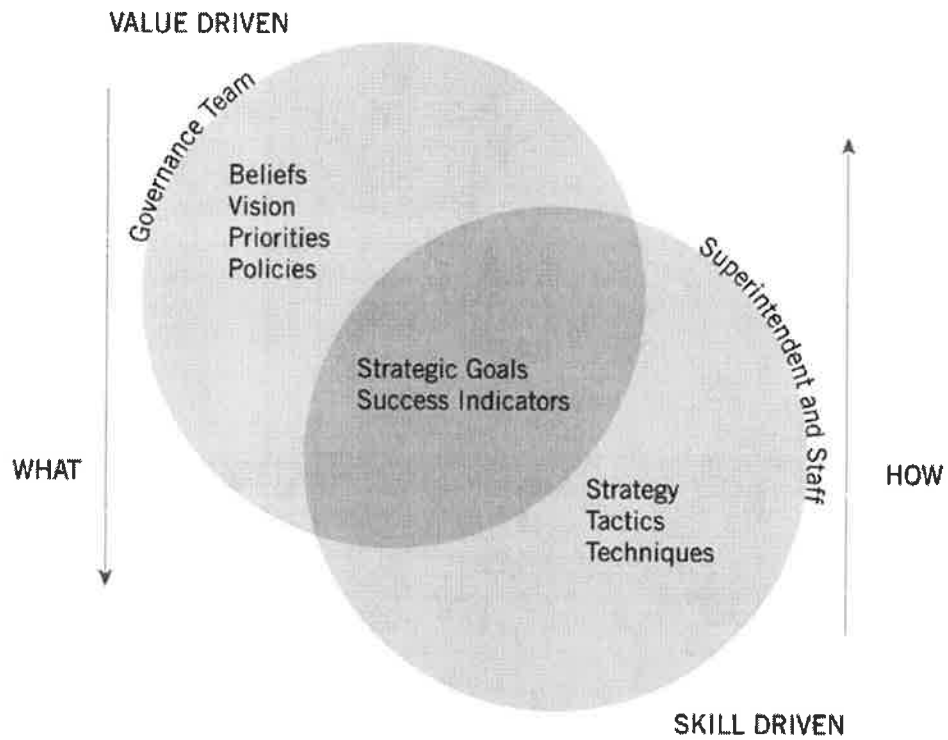 VALUE DRIVEN
Governance Team
Beliefs
Vision
Priorities
Policies
Superintendent and Staff
Strategic Goals
Success Indicators
WHAT
HOW
Strategy
Tactics
Techniques
SKILL DRIVEN